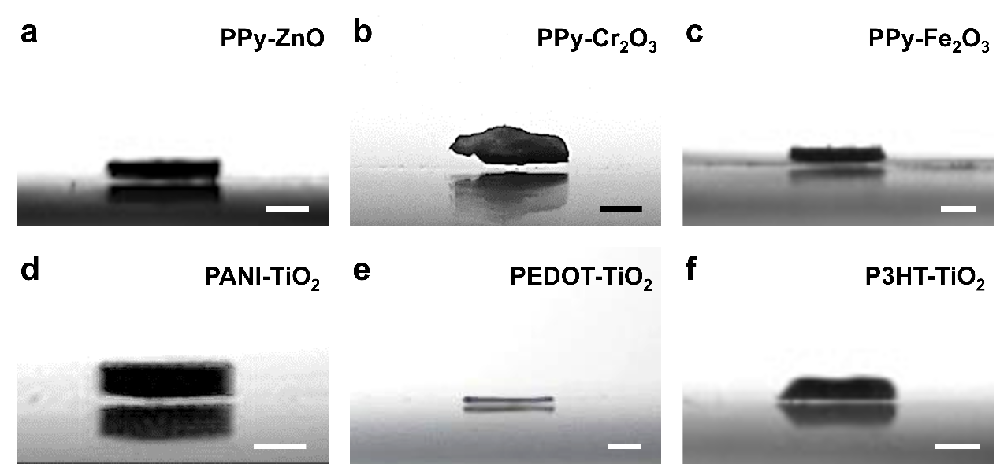 a PPy-ZnO
b PPy-Cr₂O₃
c PPy-Fe₂O₃
d PANI-TiO₂
e PEDOT-TiO₂
f P3HT-TiO₂